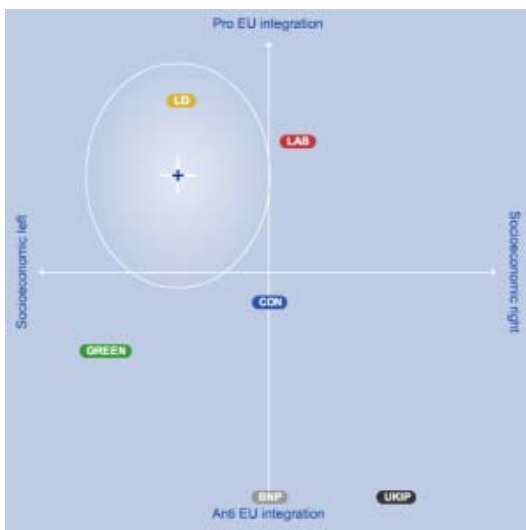 Pro EU integration
LD
LAB
Socioeconomic left
Socioeconomic right
CON
GREEN
BNP
UKIP
Anti EU integration